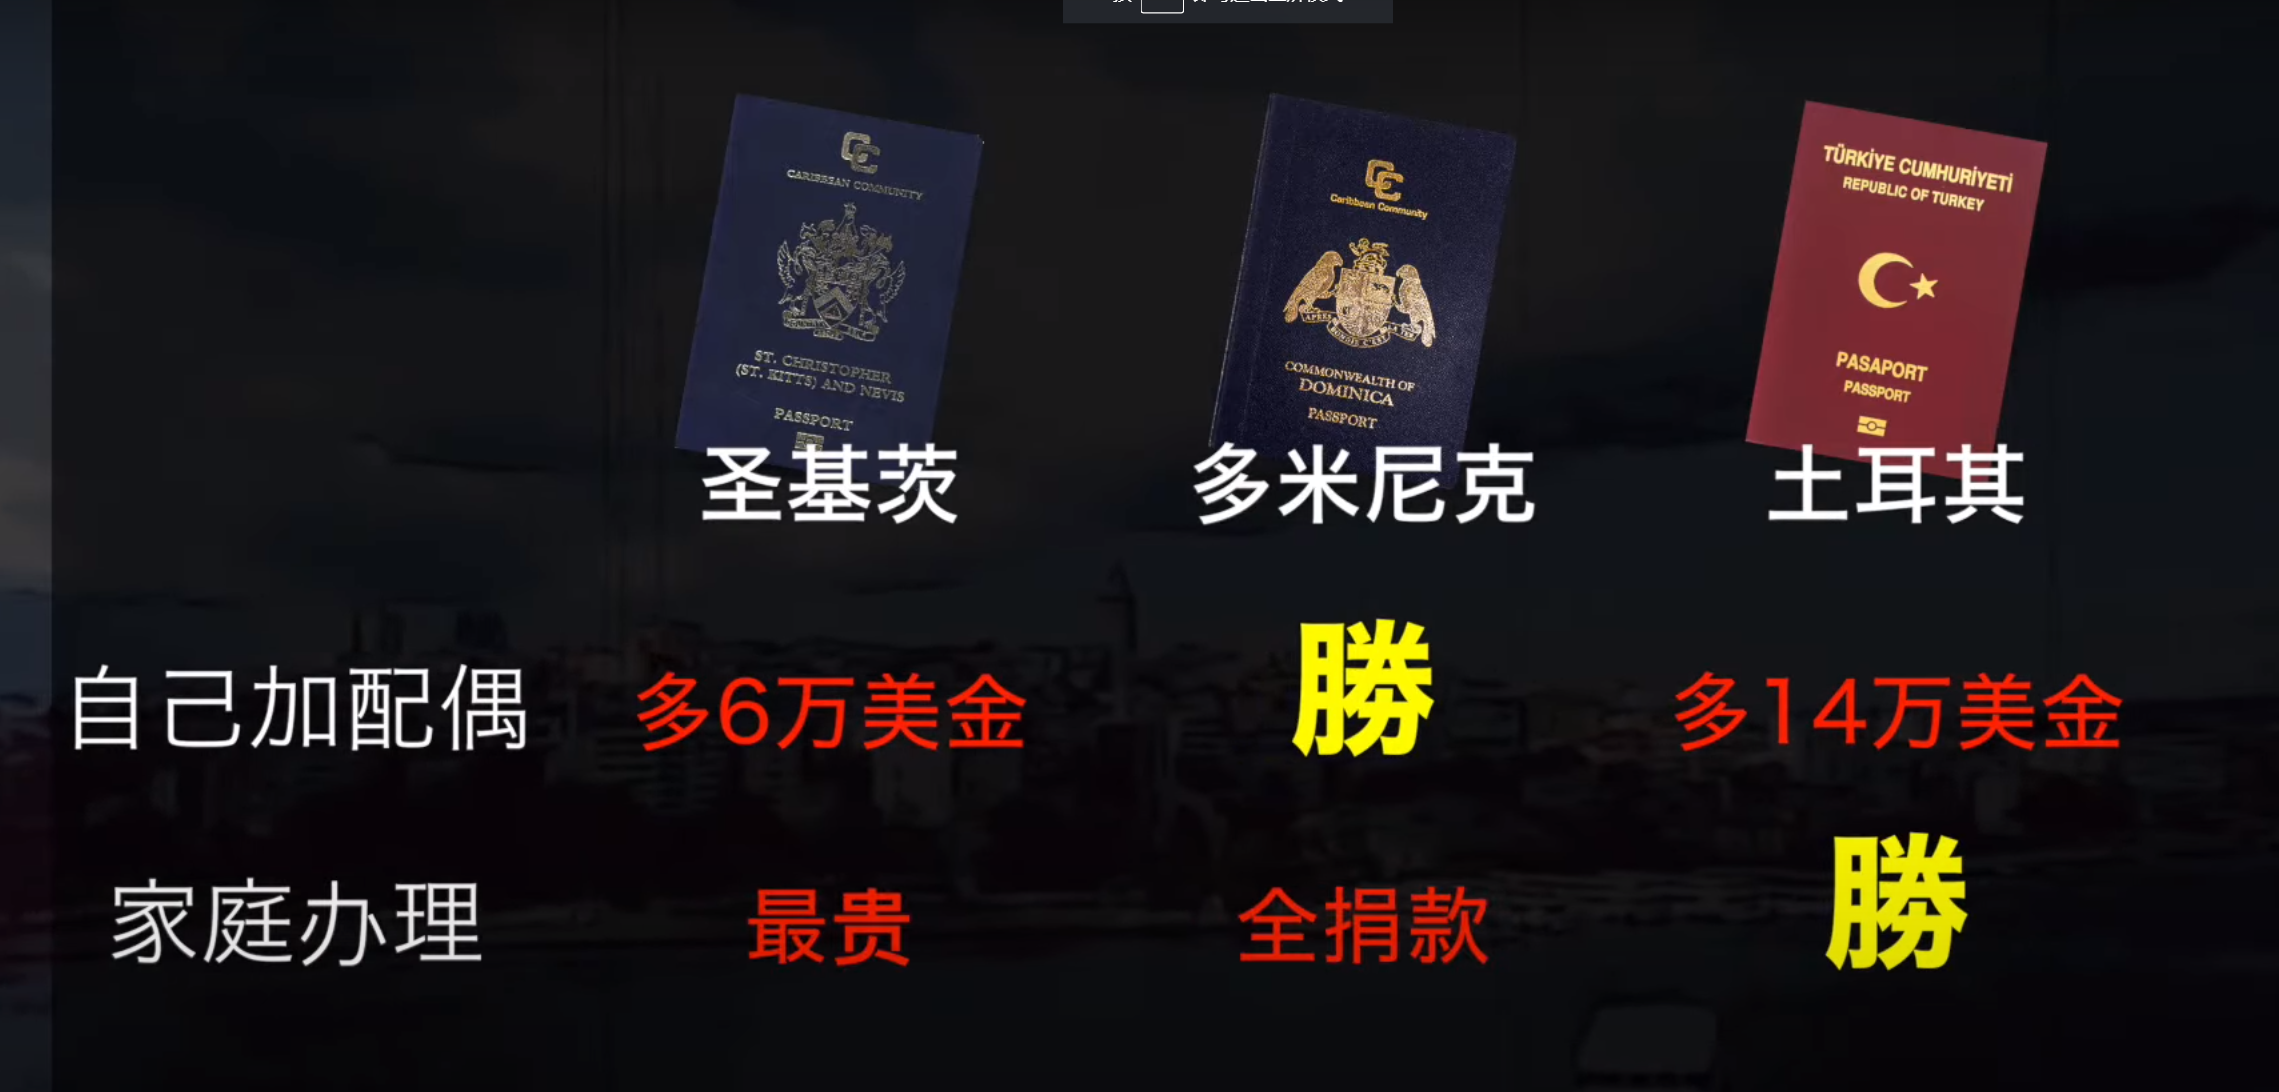 CARIBBEAN COMMUNITY
ST. CHRISTOPHER
(ST. KITTS) AND NEVIS
PASSPORT
圣基茨
Caribbean Community
COMMONWEALTH OF
DOMINICA
PASSPORT
多米尼克
TÜRKİYE CUMHURİYETİ
REPUBLIC OF TURKEY
PASAPORT
PASSPORT
土耳其
自己加配偶
多6万美金
勝
多14万美金
家庭办理
最贵
全捐款
勝